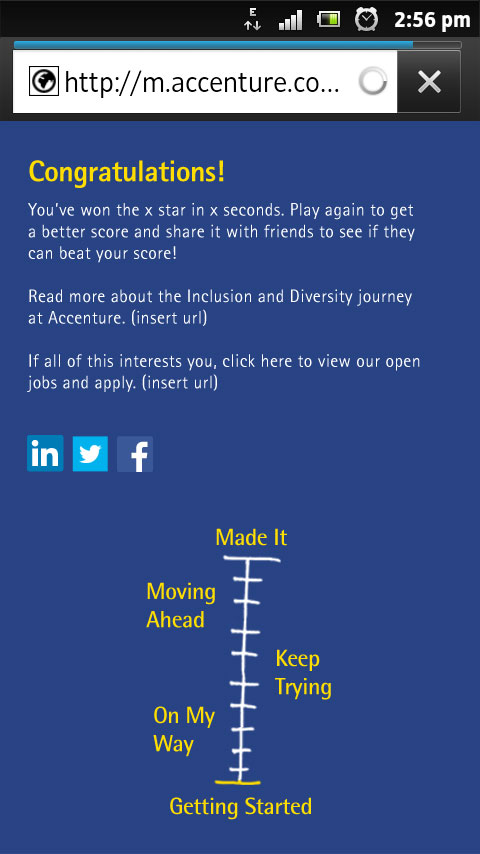 E
2:56 pm
http://m.accenture.co...
Congratulations!
You've won the x star in x seconds. Play again to get
a better score and share it with friends to see if they
can beat your score!
Read more about the Inclusion and Diversity journey
at Accenture. (insert url)
If all of this interests you, click here to view our open
jobs and apply. (insert url)
in
f
Made It
Moving
Ahead
Keep
Trying
On My
Way
Getting Started